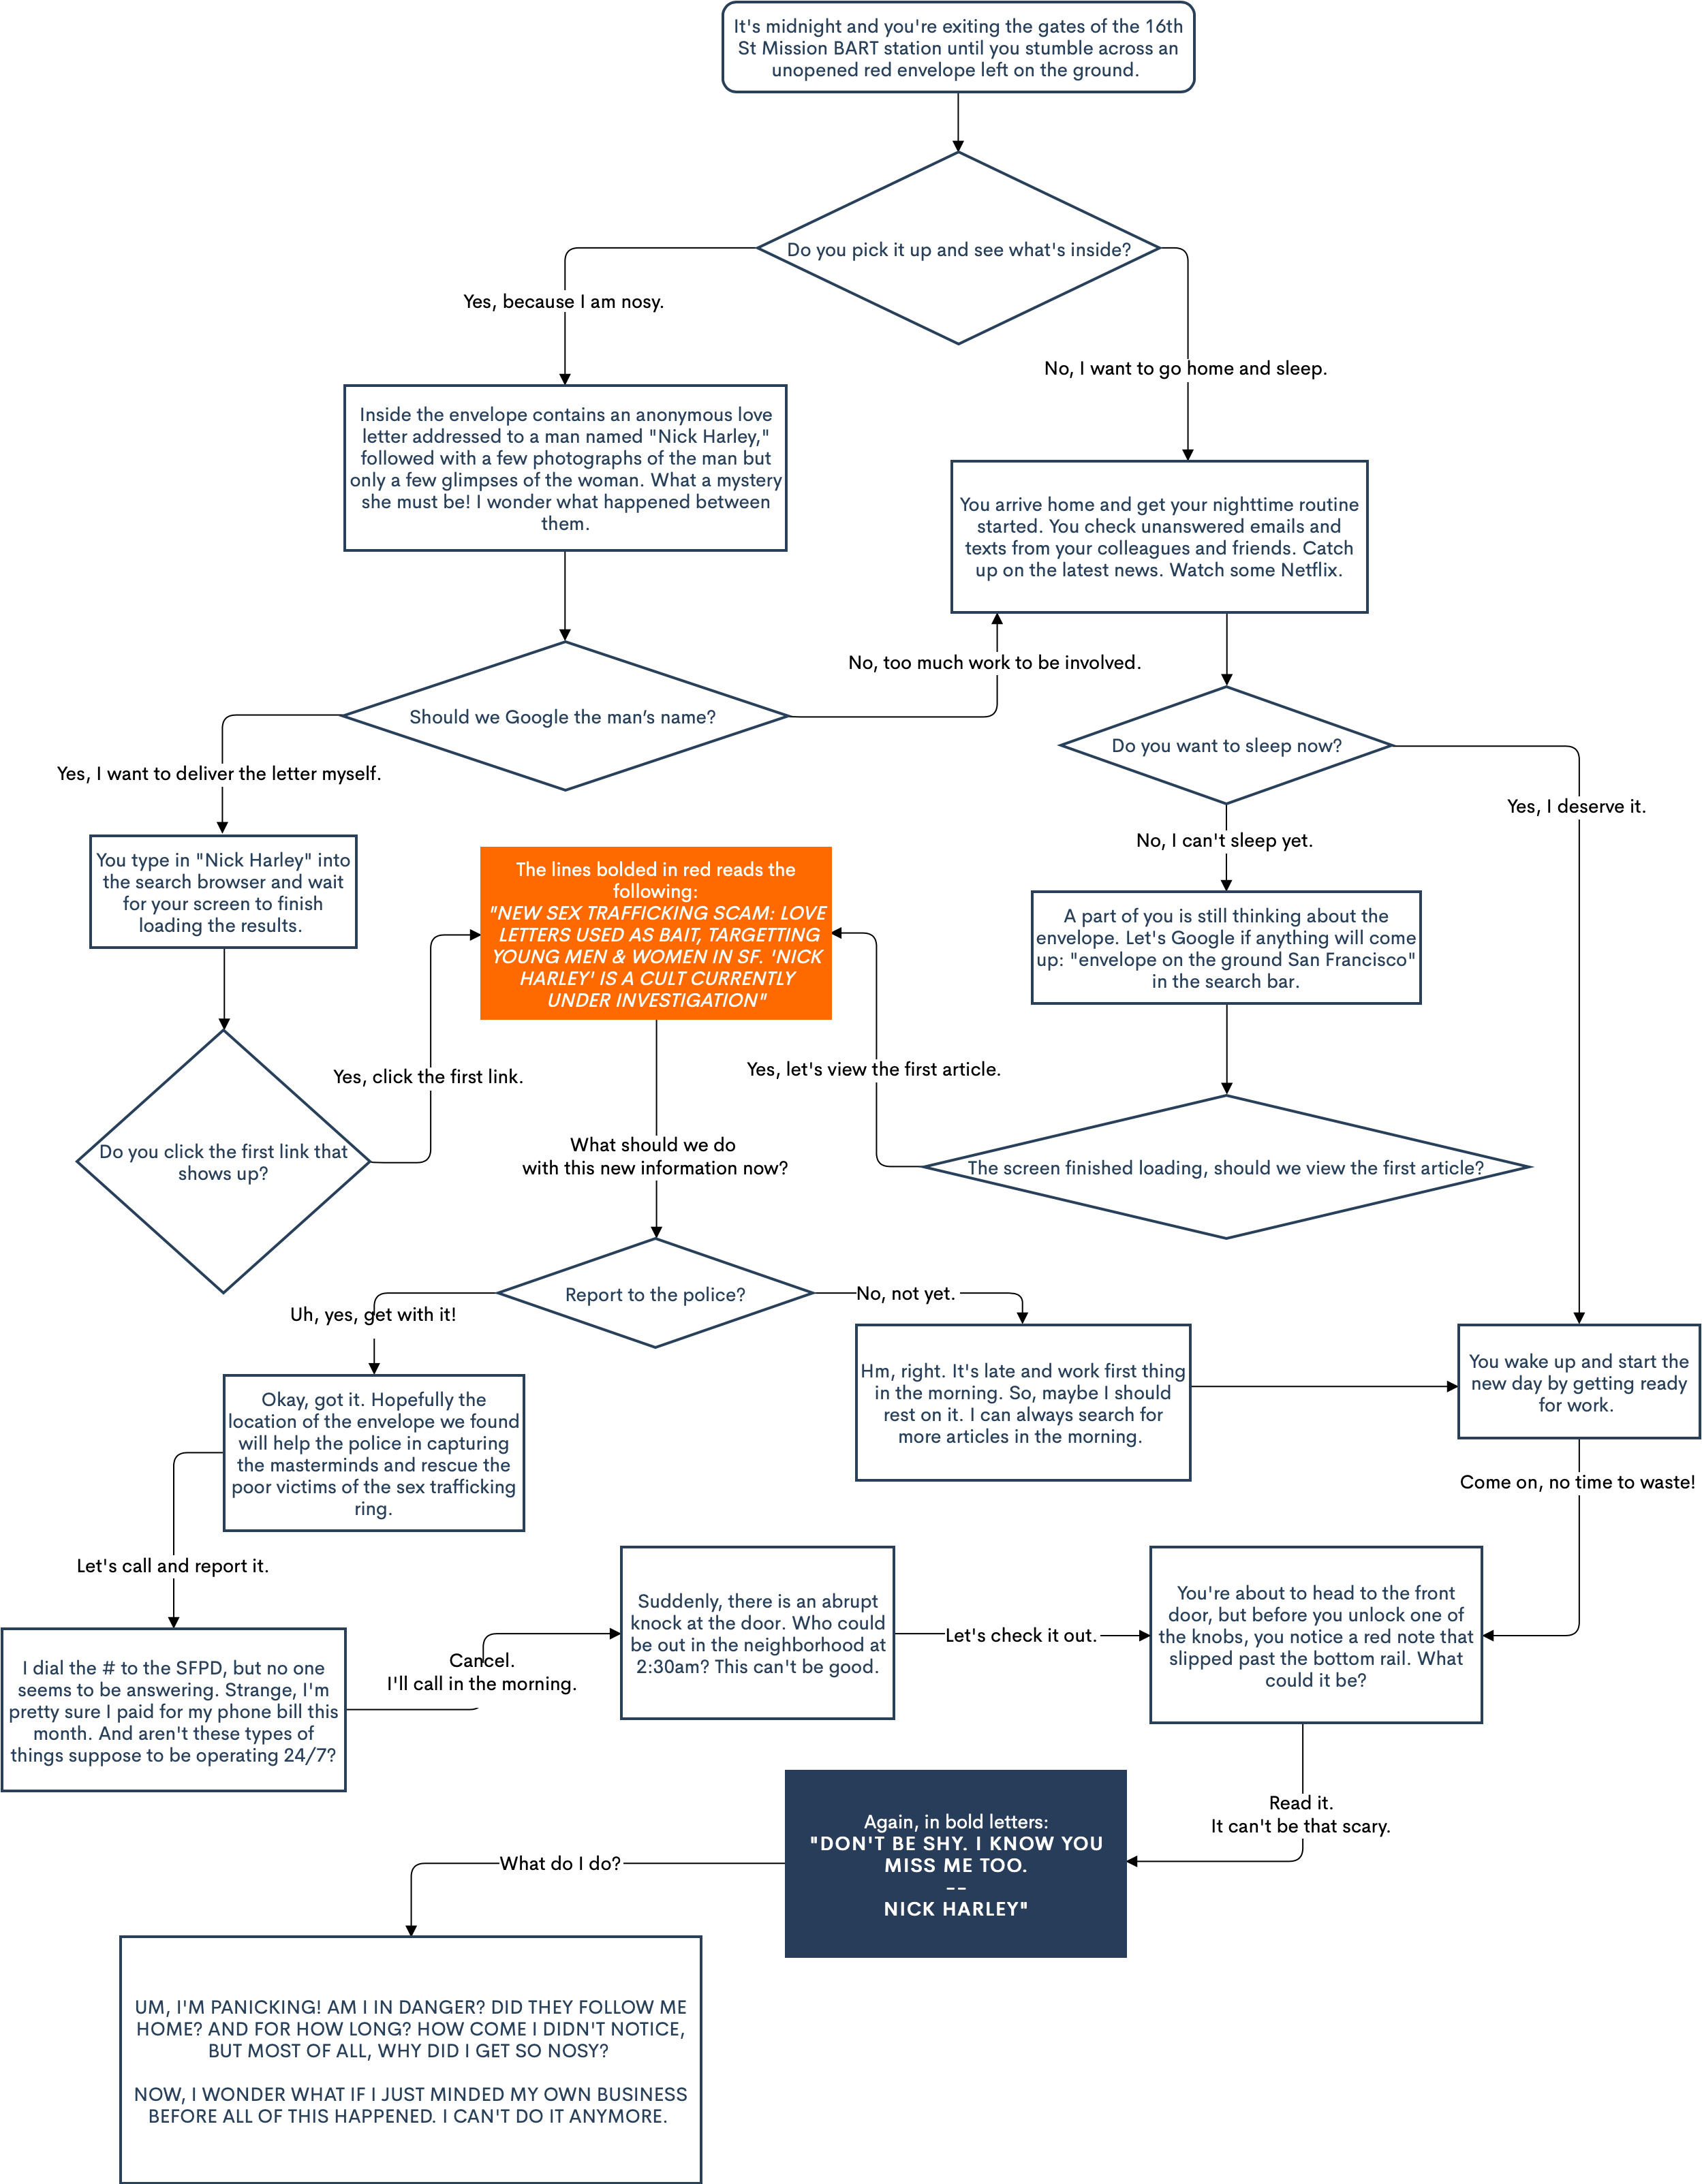 It's midnight and you're exiting the gates of the 16th
St Mission BART station until you stumble across an
unopened red envelope left on the ground.
Do you pick it up and see what's inside?
Yes, because I am nosy.
No, I want to go home and sleep.
Inside the envelope contains an anonymous love
letter addressed to a man named "Nick Harley,"
followed with a few photographs of the man but
only a few glimpses of the woman. What a mystery
she must be! I wonder what happened between
them.
You arrive home and get your nighttime routine
started. You check unanswered emails and
texts from your colleagues and friends. Catch
up on the latest news. Watch some Netflix.
No, too much work to be involved.
Should we Google the man’s name?
Do you want to sleep now?
Yes, I want to deliver the letter myself.
Yes, I deserve it.
No, I can't sleep yet.
You type in "Nick Harley" into
the search browser and wait
for your screen to finish
loading the results.
The lines bolded in red reads the
following:
"NEW SEX TRAFFICKING SCAM: LOVE
LETTERS USED AS BAIT, TARGETTING
YOUNG MEN & WOMEN IN SF. 'NICK
HARLEY' IS A CULT CURRENTLY
UNDER INVESTIGATION"
A part of you is still thinking about the
envelope. Let's Google if anything will come
up: "envelope on the ground San Francisco"
in the search bar.
Yes, click the first link.
Yes, let's view the first article.
Do you click the first link that
shows up?
What should we do
with this new information now?
The screen finished loading, should we view the first article?
Report to the police?
Uh, yes, get with it!
No, not yet.
Okay, got it. Hopefully the
location of the envelope we found
will help the police in capturing
the masterminds and rescue the
poor victims of the sex trafficking
ring.
Hm, right. It's late and work first thing
in the morning. So, maybe I should
rest on it. I can always search for
more articles in the morning.
You wake up and start the
new day by getting ready
for work.
Come on, no time to waste!
Let's call and report it.
I dial the # to the SFPD, but no one
seems to be answering. Strange, I'm
pretty sure I paid for my phone bill this
month. And aren't these types of
things suppose to be operating 24/7?
Cancel.
I'll call in the morning.
Suddenly, there is an abrupt
knock at the door. Who could
be out in the neighborhood at
2:30am? This can't be good.
Let's check it out.
You're about to head to the front
door, but before you unlock one of
the knobs, you notice a red note that
slipped past the bottom rail. What
could it be?
Read it.
It can't be that scary.
Again, in bold letters:
"DON'T BE SHY. I KNOW YOU
MISS ME TOO.
--
NICK HARLEY"
What do I do?
UM, I'M PANICKING! AM I IN DANGER? DID THEY FOLLOW ME
HOME? AND FOR HOW LONG? HOW COME I DIDN'T NOTICE,
BUT MOST OF ALL, WHY DID I GET SO NOSY?
NOW, I WONDER WHAT IF I JUST MINDED MY OWN BUSINESS
BEFORE ALL OF THIS HAPPENED. I CAN'T DO IT ANYMORE.